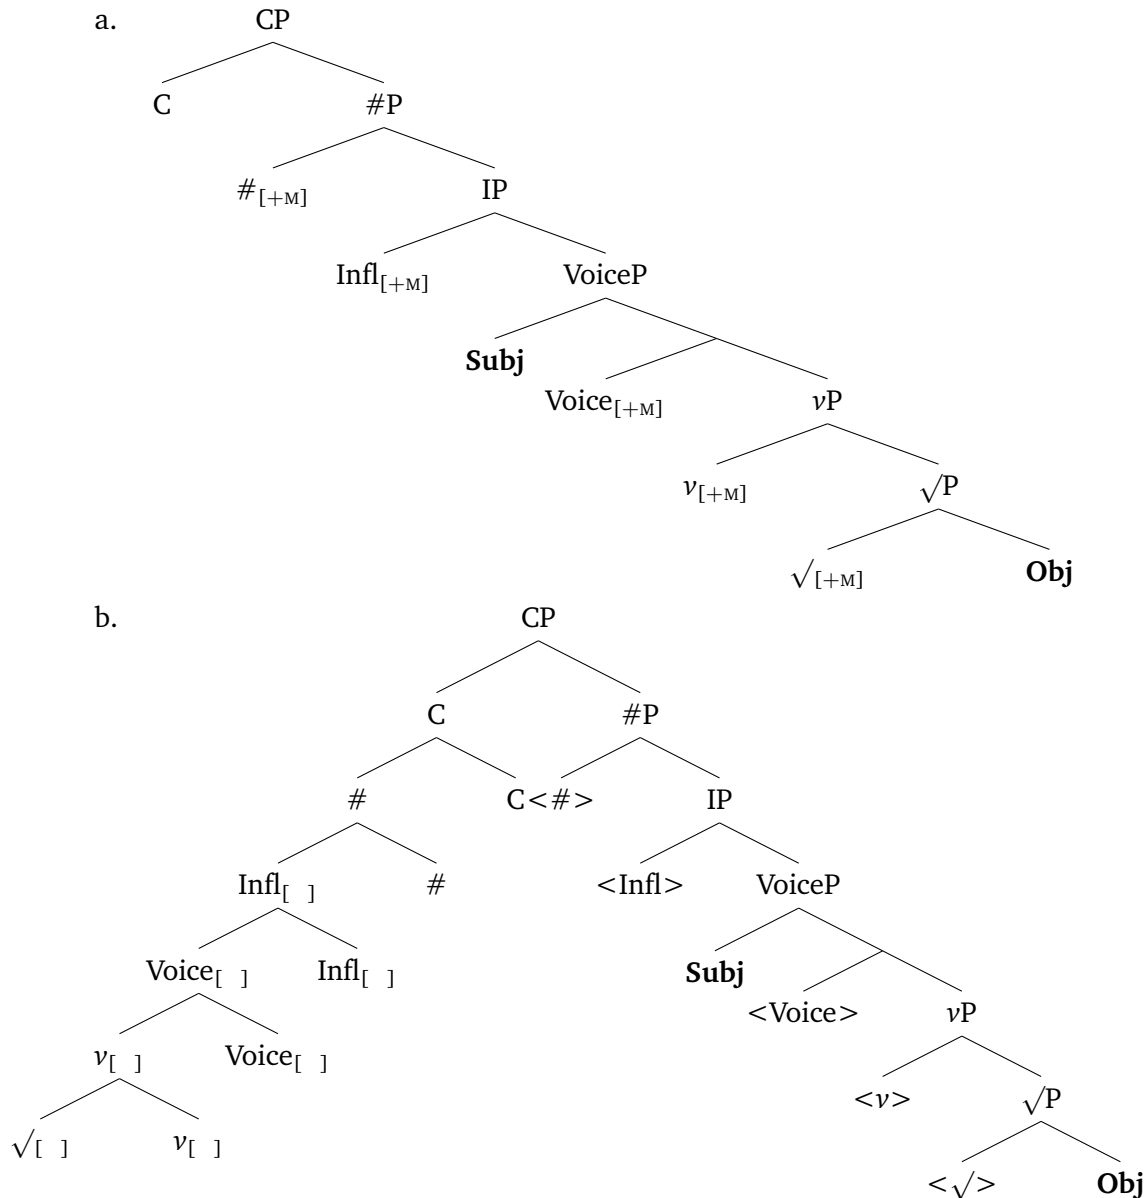 a. CP
C #P
#[+M] IP
Infl[+M] VoiceP
Subj
Voice[+M] vP
v[+M] √P
√[+M] Obj
b. CP
C #P
# C<#> IP
Infl[ ] # <Infl> VoiceP
Voice[ ] Infl[ ] Subj
<Voice> vP
v[ ] Voice[ ]
<v> √P
√[ ] v[ ]
<√> Obj